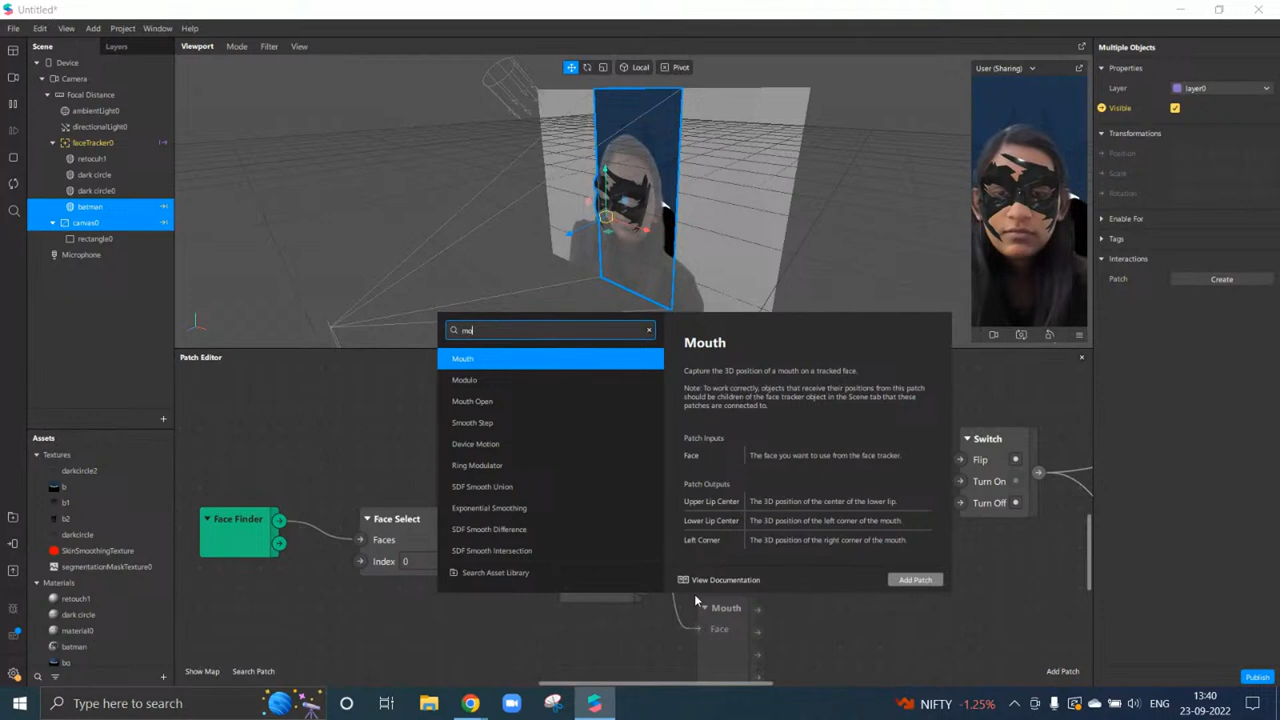 Untitled*
File Edit View Add Project Window Help
Scene Layers
Viewport Mode Filter View
Multiple Objects
Device
Camera
Focal Distance
ambientLight0
directionalLight0
faceTracker0
retocuh1
dark circle
dark circle0
batman
canvas0
rectangle0
Microphone
Local Pivot
User (Sharing)
Properties
Layer layer0
Visible
Transformations
Position
Scale
Rotation
Enable For
Tags
Interactions
Patch Create
Patch Editor
mo
Mouth
Modulo
Mouth Open
Smooth Step
Device Motion
Ring Modulator
SDF Smooth Union
Exponential Smoothing
SDF Smooth Difference
SDF Smooth Intersection
Search Asset Library
Mouth
Capture the 3D position of a mouth on a tracked face.
Note: To work correctly, objects that receive their positions from this patch
should be children of the face tracker object in the Scene tab that these
patches are connected to.
Patch Inputs
Face The face you want to use from the face tracker.
Patch Outputs
Upper Lip Center The 3D position of the center of the lower lip.
Lower Lip Center The 3D position of the left corner of the mouth.
Left Corner The 3D position of the right corner of the mouth.
View Documentation Add Patch
Face Finder
Face Select
Faces
Index 0
Mouth
Face
Switch
Flip
Turn On
Turn Off
Assets
Textures
darkcircle2
b
b1
b2
darkcircle
SkinSmoothingTexture
segmentationMaskTexture0
Materials
retouch1
dark circle
material0
batman
bg
Show Map Search Patch Add Patch
Publish
Type here to search
NIFTY -1.25% ENG 13:40
23-09-2022